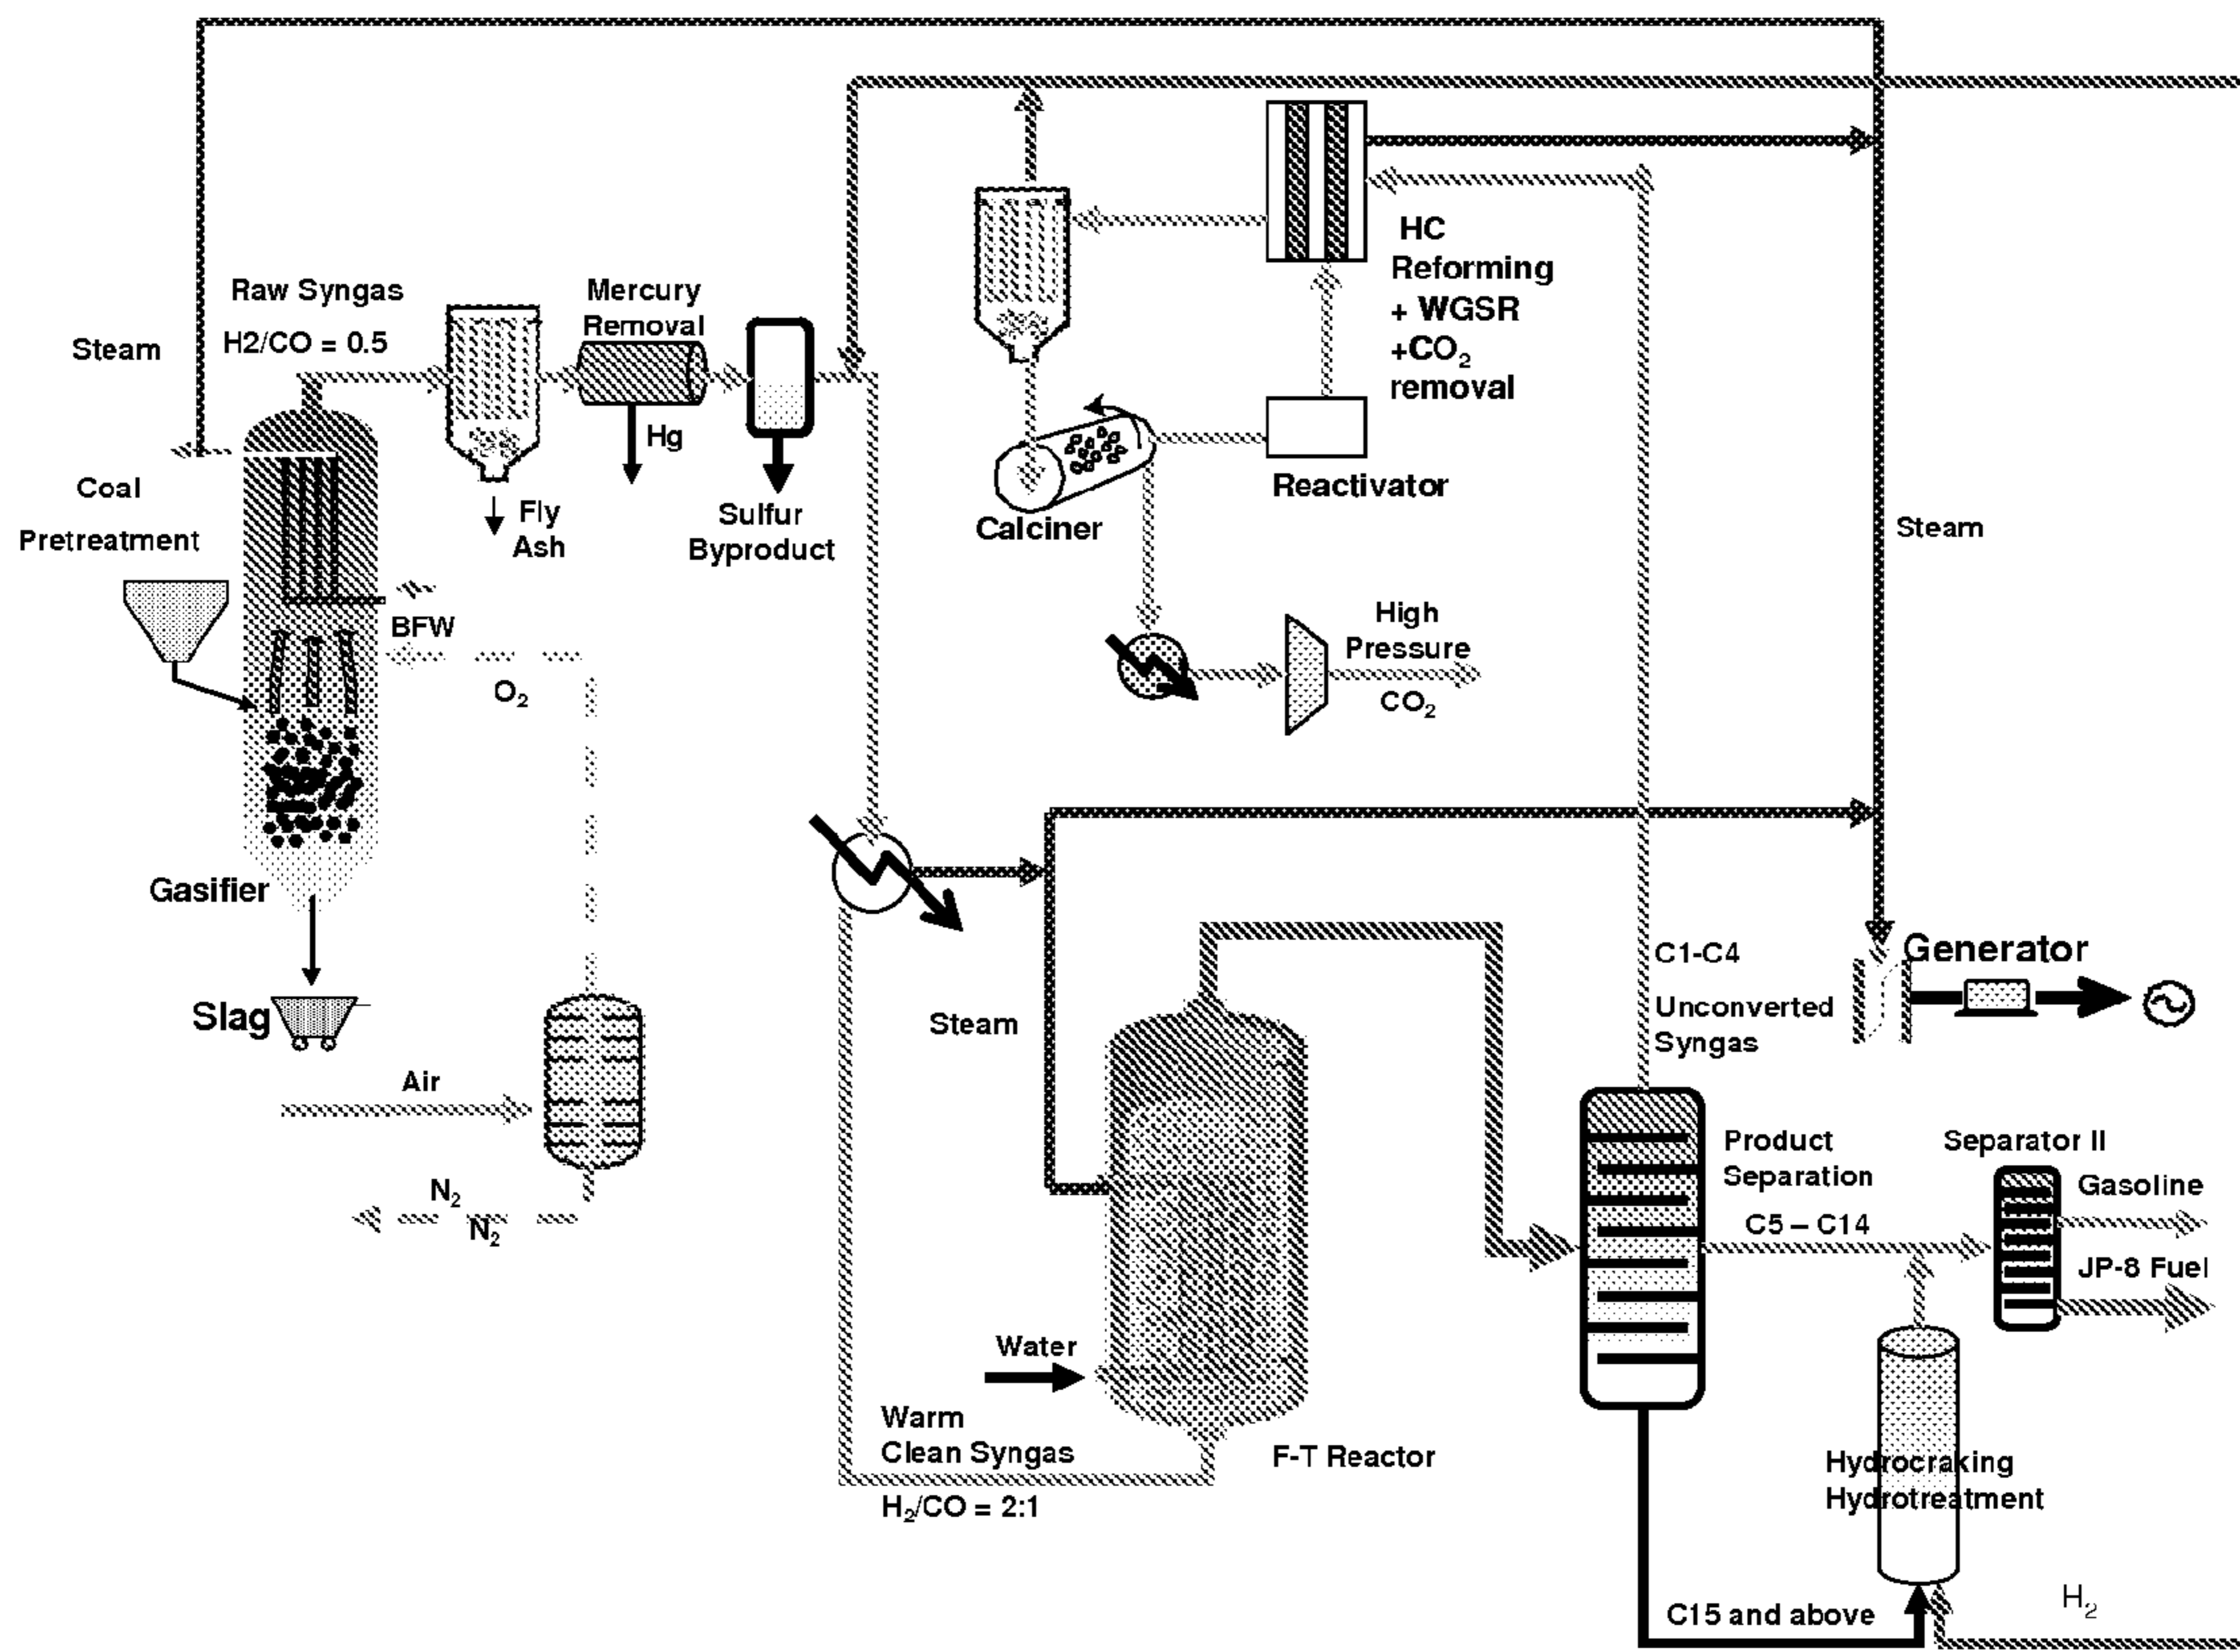 Raw Syngas
H2/CO = 0.5
Steam
Mercury
Removal
Hg
Fly
Ash
Sulfur
Byproduct
Coal
Pretreatment
BFW
O₂
Gasifier
Slag
Air
N₂
N₂
HC
Reforming
+ WGSR
+CO₂
removal
Reactivator
Calciner
High
Pressure
CO₂
Steam
Steam
Water
Warm
Clean Syngas
H₂/CO = 2:1
F-T Reactor
C1-C4
Unconverted
Syngas
Generator
Product
Separation
C5 – C14
Separator II
Gasoline
JP-8 Fuel
Hydrocraking
Hydrotreatment
C15 and above
H₂